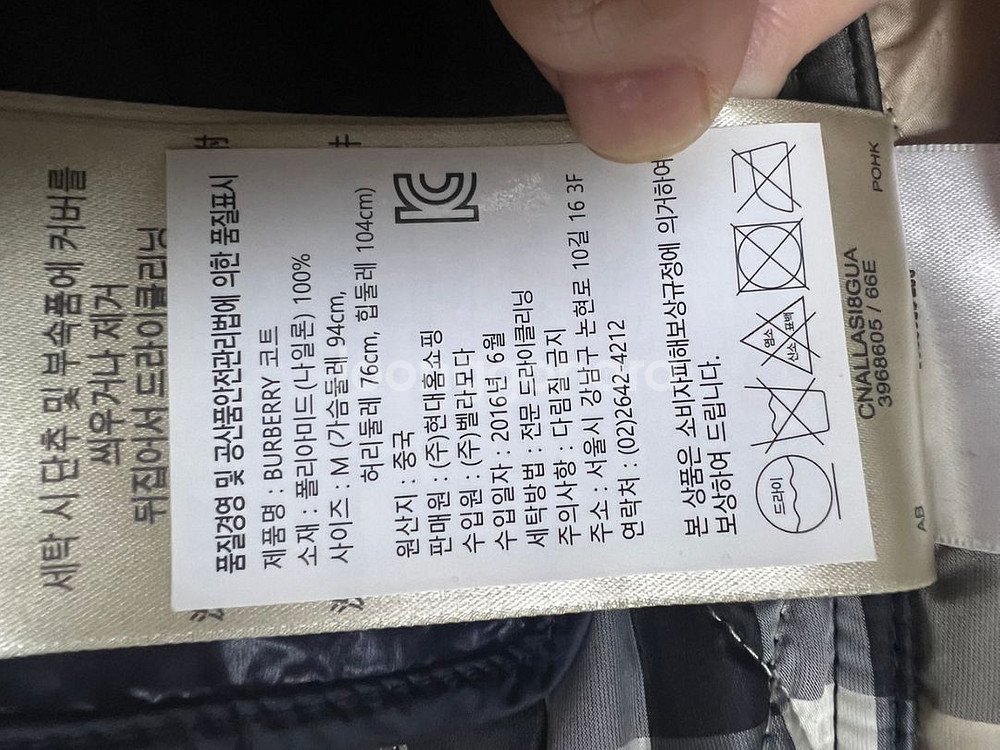 세탁 시 단추 및 부속품에 커버를
씌우거나 제거
뒤집어서 드라이클리닝
품질경영 및 공산품안전관리법에 의한 품질표시
제품명 : BURBERRY 코트
소재 : 폴리아미드(나일론) 100%
사이즈 : M (가슴둘레 94cm,
허리둘레 76cm, 힙둘레 104cm)
원산지 : 중국
판매원 : (주)현대홈쇼핑
수입원 : (주)벨라모다
수입일자 : 2016년 6월
세탁방법 : 전문 드라이클리닝
주의사항 : 다림질 금지
주소 : 서울시 강남구 논현로 10길 16 3F
연락처 : (02)2642-4212
본 상품은 소비자피해보상규정에 의거하여
보상하여 드립니다.
드라이
염소
산소 표백
CNALLASI8GUA
3968605 / 66E
POHK
AB